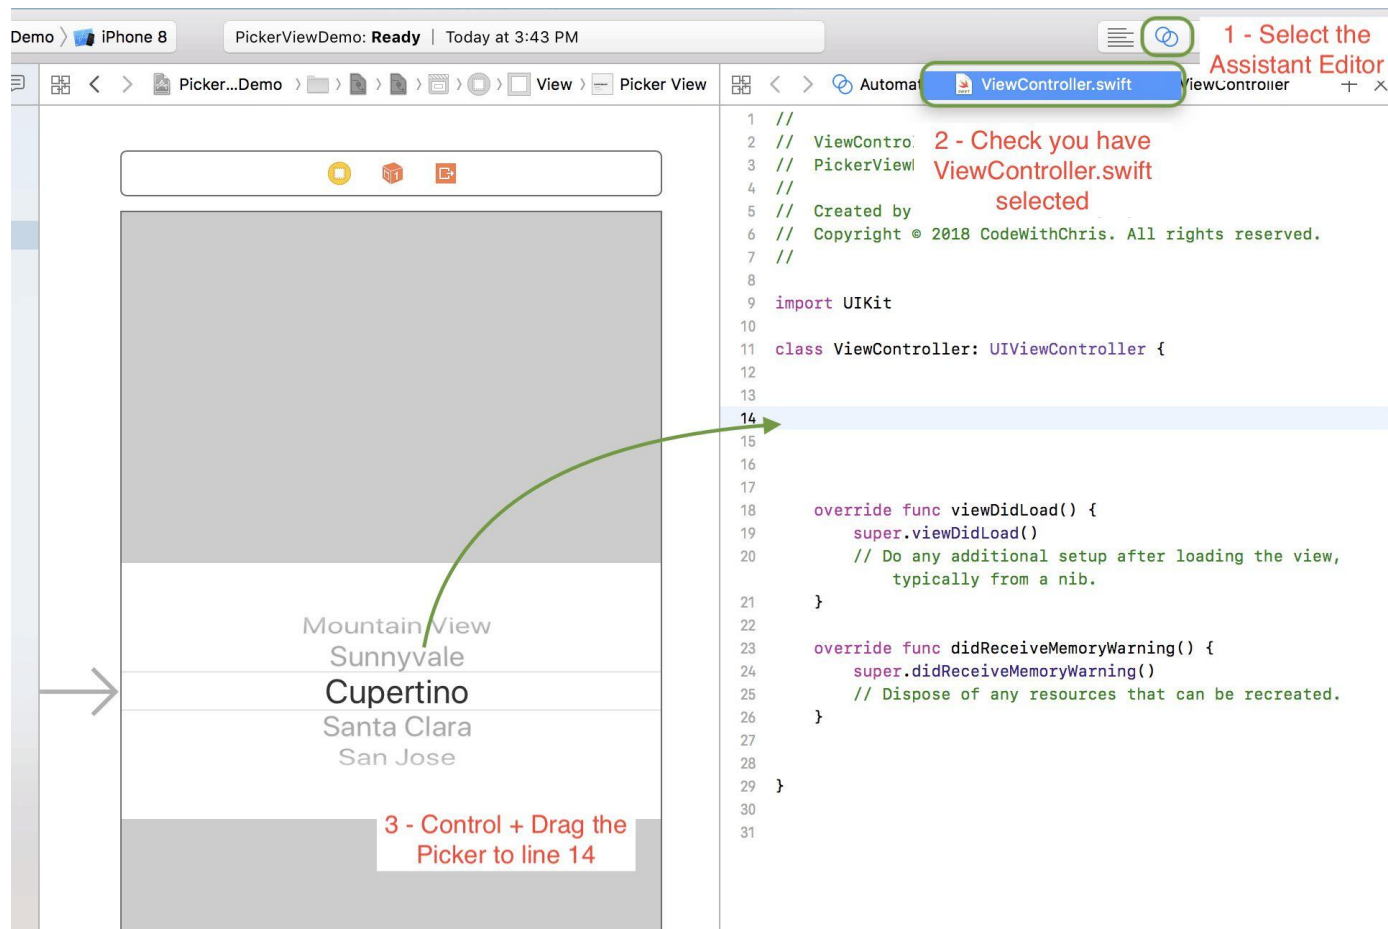 Demo
iPhone 8
PickerViewDemo: Ready | Today at 3:43 PM
1 - Select the
Assistant Editor
Picker...Demo
View
Picker View
ViewController.swift
ViewController
2 - Check you have
ViewController.swift
selected
1 //
2 //
3 //
4 //
5 // Created by
6 // Copyright © 2018 CodeWithChris. All rights reserved.
7 //
8
9 import UIKit
10
11 class ViewController: UIViewController {
12
13
14
15
16
17
18 override func viewDidLoad() {
19 super.viewDidLoad()
20 // Do any additional setup after loading the view,
typically from a nib.
21 }
22
23 override func didReceiveMemoryWarning() {
24 super.didReceiveMemoryWarning()
25 // Dispose of any resources that can be recreated.
26 }
27
28
29 }
30
31
Mountain View
Sunnyvale
Cupertino
Santa Clara
San Jose
3 - Control + Drag the
Picker to line 14